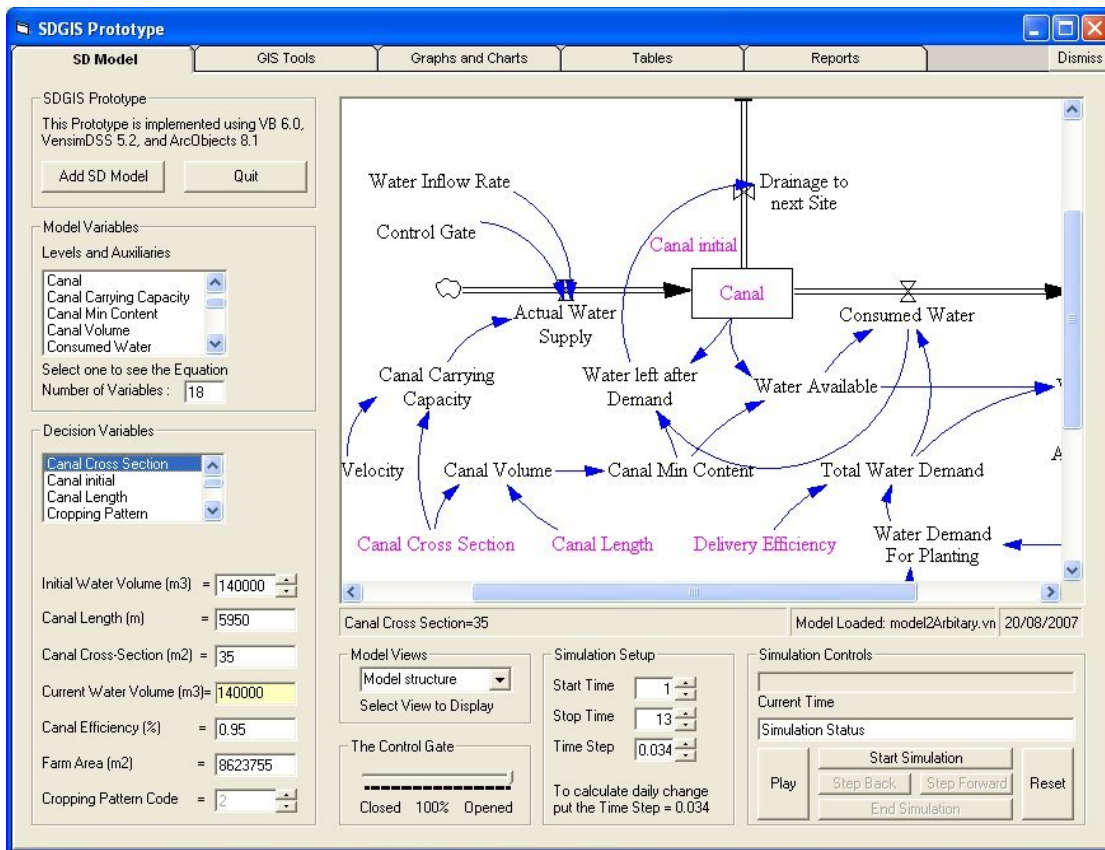 SDGIS Prototype
SD Model
GIS Tools
Graphs and Charts
Tables
Reports
Dismiss
SDGIS Prototype
This Prototype is implemented using VB 6.0,
VensimDSS 5.2, and ArcObjects 8.1
Add SD Model
Quit
Model Variables
Levels and Auxiliaries
Canal
Canal Carrying Capacity
Canal Min Content
Canal Volume
Consumed Water
Select one to see the Equation
Number of Variables : 18
Decision Variables
Canal Cross Section
Canal initial
Canal Length
Cropping Pattern
Initial Water Volume (m3) = 140000
Canal Length (m) = 5950
Canal Cross-Section (m2) = 35
Current Water Volume (m3)= 140000
Canal Efficiency (%) = 0.95
Farm Area (m2) = 8623755
Cropping Pattern Code = 2
Water Inflow Rate
Control Gate
Canal initial
Drainage to
next Site
Canal
Actual Water
Supply
Consumed Water
Canal Carrying
Capacity
Water left after
Demand
Water Available
Velocity
Canal Volume
Canal Min Content
Total Water Demand
Canal Cross Section
Canal Length
Delivery Efficiency
Water Demand
For Planting
Canal Cross Section=35
Model Loaded: model2Arbitary.vn
20/08/2007
Model Views
Model structure
Select View to Display
The Control Gate
Closed 100% Opened
Simulation Setup
Start Time 1
Stop Time 13
Time Step 0.034
To calculate daily change
put the Time Step = 0.034
Simulation Controls
Current Time
Simulation Status
Play
Start Simulation
Step Back
Step Forward
End Simulation
Reset